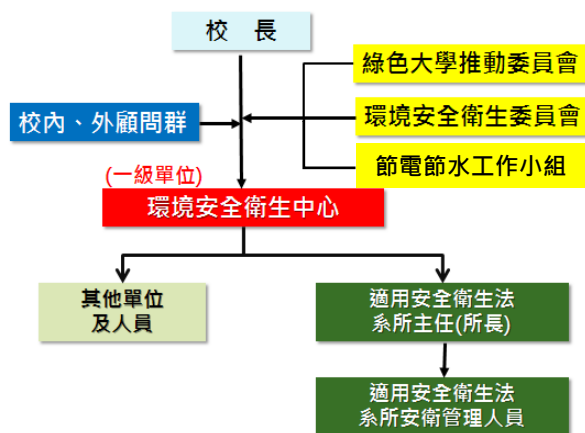 校 長
綠色大學推動委員會
校內、外顧問群
環境安全衛生委員會
節電節水工作小組
(一級單位)
環境安全衛生中心
其他單位
及人員
適用安全衛生法
系所主任(所長)
適用安全衛生法
系所安衛管理人員